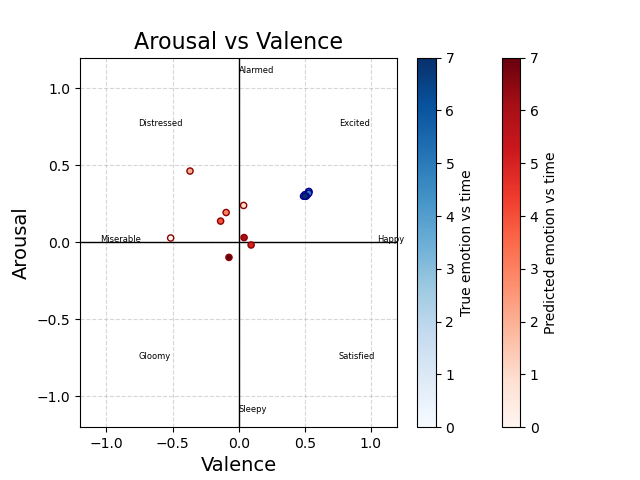 Arousal vs Valence
Alarmed
Distressed
Excited
Miserable
Happy
Gloomy
Satisfied
Sleepy
1.0
0.5
0.0
−0.5
−1.0
−1.0
−0.5
0.0
0.5
1.0
Arousal
Valence
7
6
5
4
3
2
1
0
True emotion vs time
7
6
5
4
3
2
1
0
Predicted emotion vs time